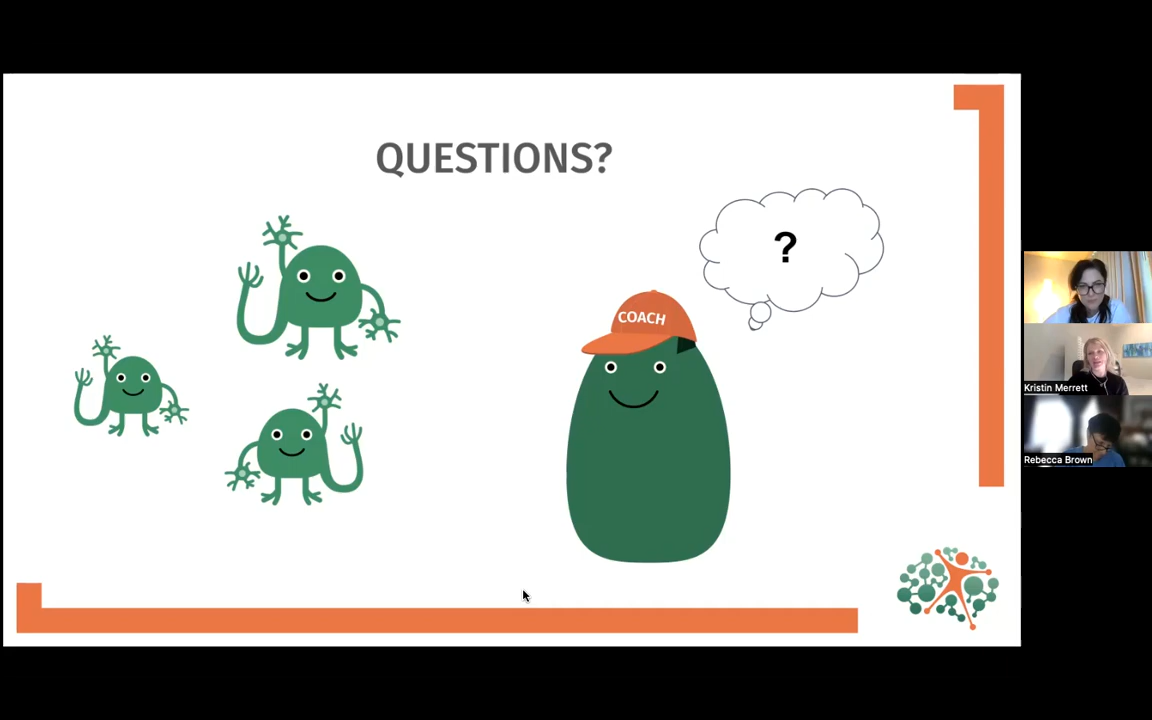 QUESTIONS?
?
COACH
Kristin Merrett
Rebecca Brown